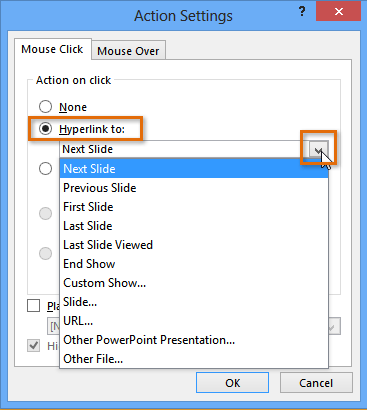 Action Settings
Mouse Click Mouse Over
Action on click
None
Hyperlink to:
Next Slide
Next Slide
Previous Slide
First Slide
Last Slide
Last Slide Viewed
End Show
Custom Show...
Slide...
URL...
Other PowerPoint Presentation...
Other File...
OK Cancel